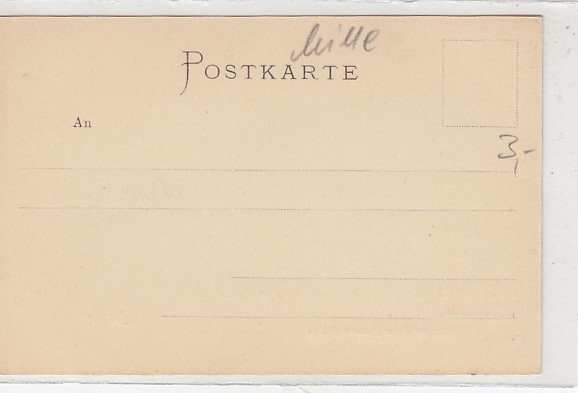 Mille
POSTKARTE
An
3,-